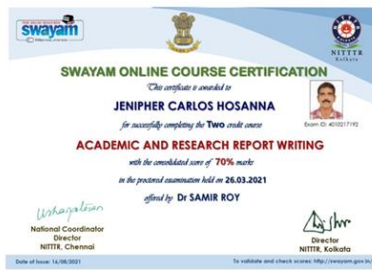 swayam
NITTTR
Kolkata
SWAYAM ONLINE COURSE CERTIFICATION
This certificate is awarded to
JENIPHER CARLOS HOSANNA
for successfully completing the Two credit course
Exam ID: 4010217192
ACADEMIC AND RESEARCH REPORT WRITING
with the consolidated score of 70% marks
in the proctored examination held on 26.03.2021
offered by Dr SAMIR ROY
National Coordinator
Director
NITTTR, Chennai
Director
NITTTR, Kolkata
Date of Issue: 16/08/2021
To validate and check scores: http://swayam.gov.in/